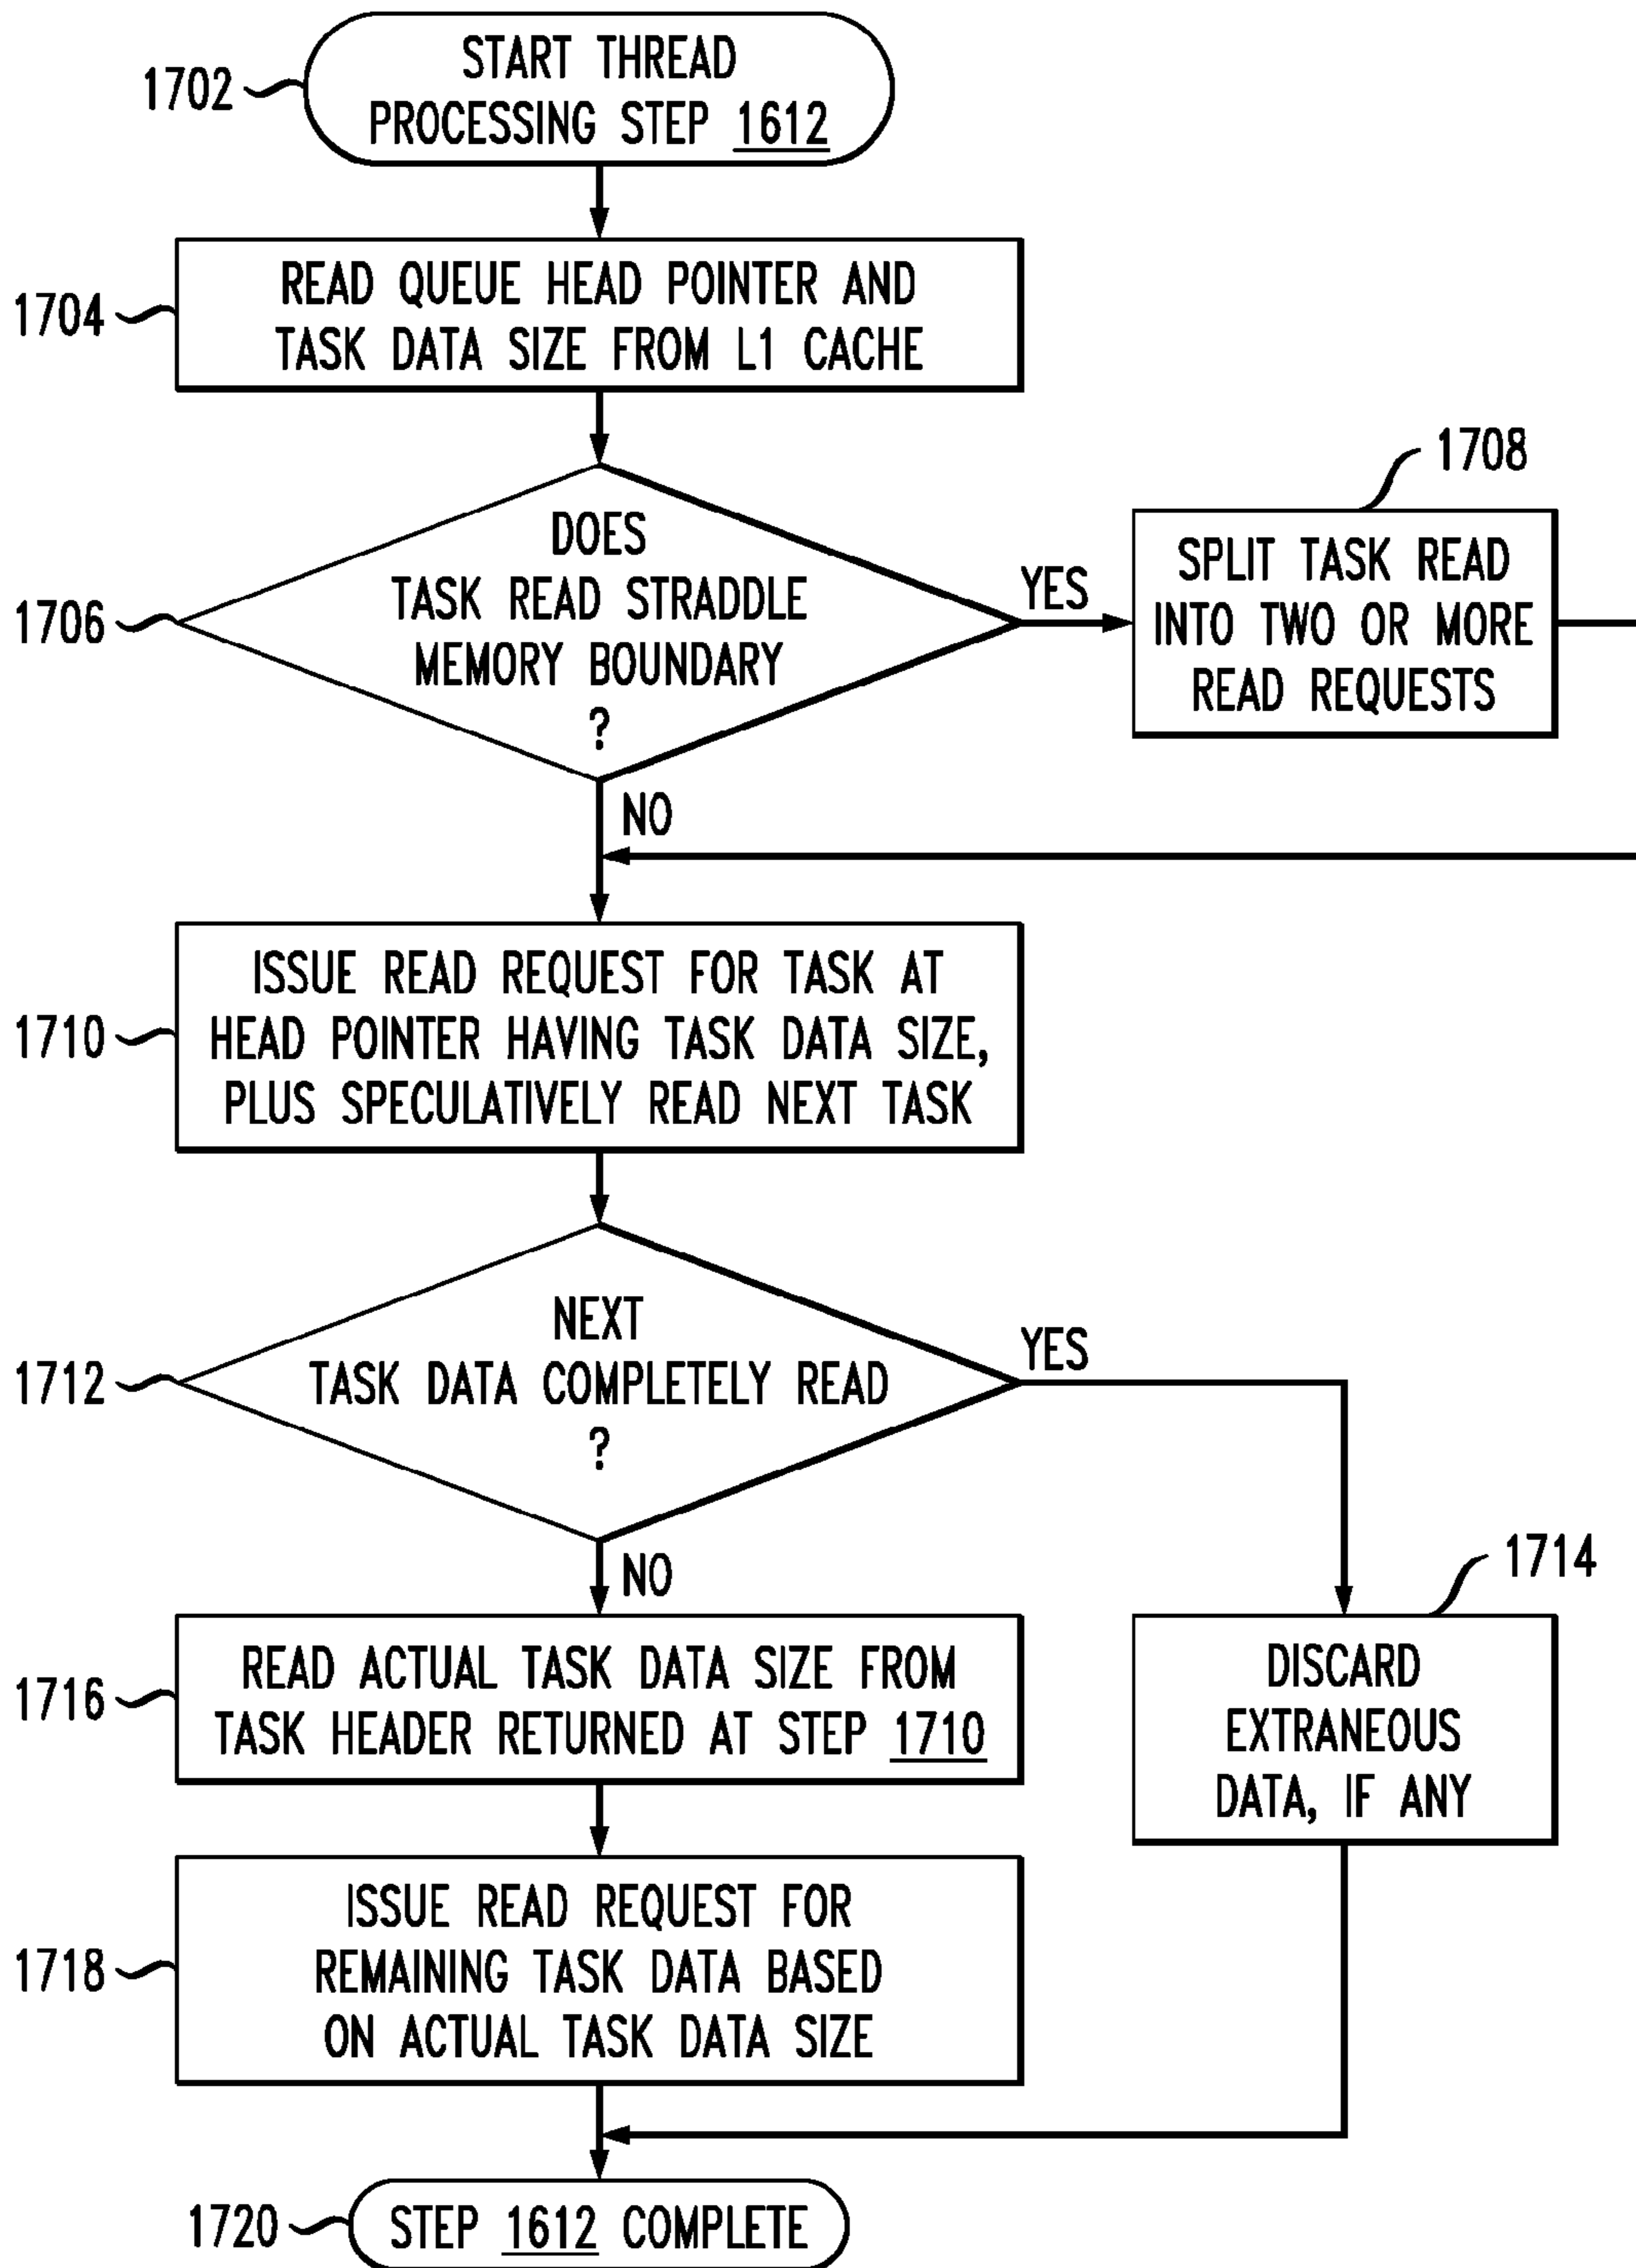 1702
START THREAD
PROCESSING STEP 1612
1704
READ QUEUE HEAD POINTER AND
TASK DATA SIZE FROM L1 CACHE
1706
DOES
TASK READ STRADDLE
MEMORY BOUNDARY
?
YES
NO
1708
SPLIT TASK READ
INTO TWO OR MORE
READ REQUESTS
1710
ISSUE READ REQUEST FOR TASK AT
HEAD POINTER HAVING TASK DATA SIZE,
PLUS SPECULATIVELY READ NEXT TASK
1712
NEXT
TASK DATA COMPLETELY READ
?
YES
NO
1714
DISCARD
EXTRANEOUS
DATA, IF ANY
1716
READ ACTUAL TASK DATA SIZE FROM
TASK HEADER RETURNED AT STEP 1710
1718
ISSUE READ REQUEST FOR
REMAINING TASK DATA BASED
ON ACTUAL TASK DATA SIZE
1720
STEP 1612 COMPLETE